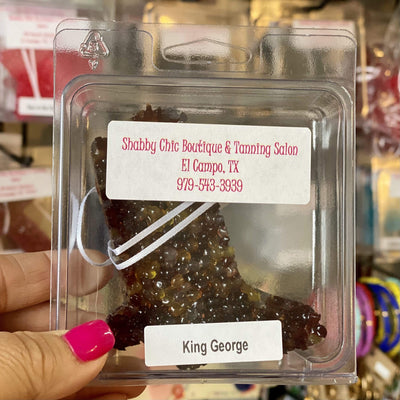 Shabby Chic Boutique & Tanning Salon
El Campo, TX
979-543-3939
King George